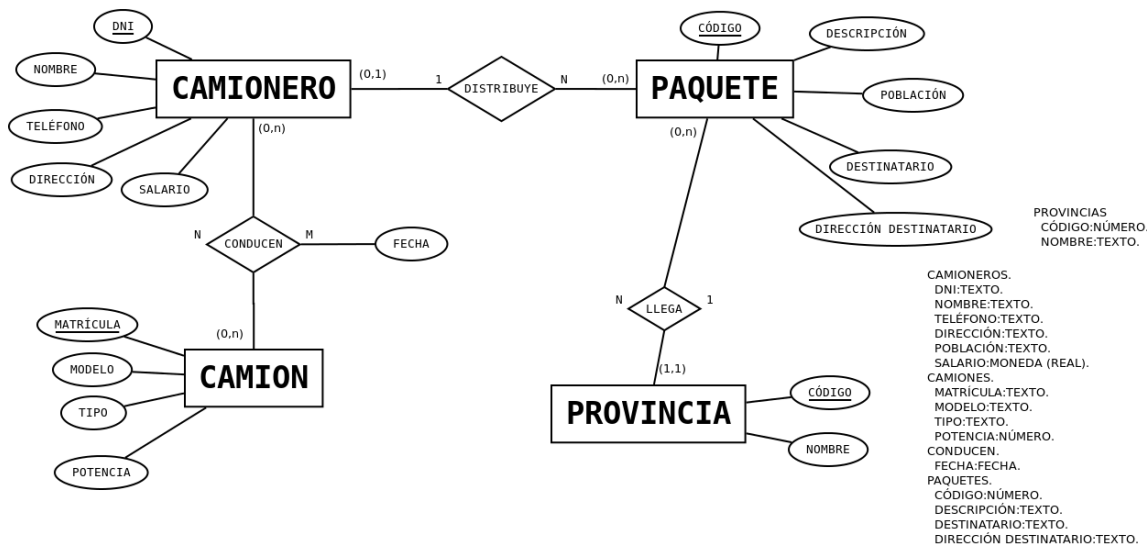 DNI
NOMBRE
TELÉFONO
DIRECCIÓN
SALARIO
CAMIONERO
(0,1)
1
DISTRIBUYE
N
(0,n)
PAQUETE
CÓDIGO
DESCRIPCIÓN
POBLACIÓN
DESTINATARIO
DIRECCIÓN DESTINATARIO
(0,n)
N
CONDUCEN
M
FECHA
(0,n)
MATRÍCULA
MODELO
TIPO
POTENCIA
CAMION
(0,n)
N
LLEGA
1
(1,1)
PROVINCIA
CÓDIGO
NOMBRE
PROVINCIAS
CÓDIGO:NÚMERO.
NOMBRE:TEXTO.
CAMIONEROS.
DNI:TEXTO.
NOMBRE:TEXTO.
TELÉFONO:TEXTO.
DIRECCIÓN:TEXTO.
POBLACIÓN:TEXTO.
SALARIO:MONEDA (REAL).
CAMIONES.
MATRÍCULA:TEXTO.
MODELO:TEXTO.
TIPO:TEXTO.
POTENCIA:NÚMERO.
CONDUCEN.
FECHA:FECHA.
PAQUETES.
CÓDIGO:NÚMERO.
DESCRIPCIÓN:TEXTO.
DESTINATARIO:TEXTO.
DIRECCIÓN DESTINATARIO:TEXTO.